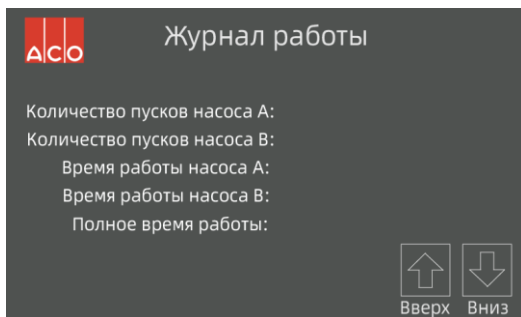 ACO
Журнал работы
Количество пусков насоса А:
Количество пусков насоса В:
Время работы насоса А:
Время работы насоса В:
Полное время работы:
Вверх Вниз